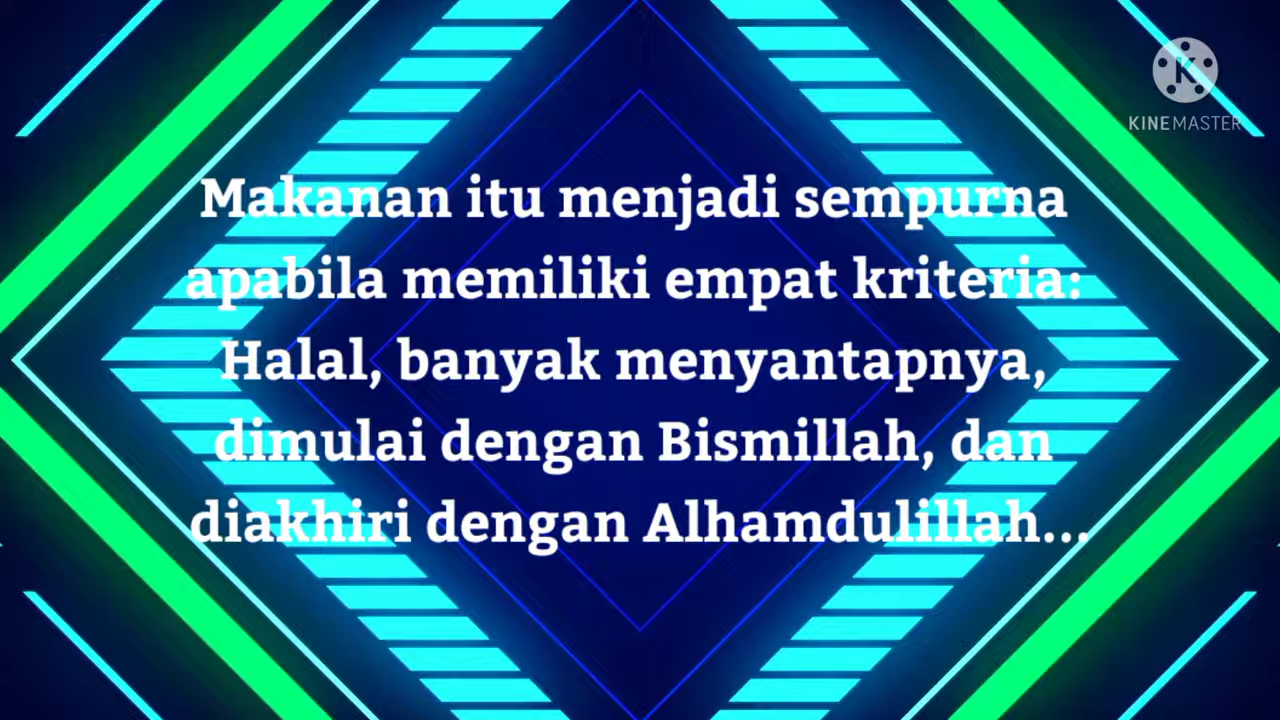 KINEMASTER
Makanan itu menjadi sempurna
apabila memiliki empat kriteria:
Halal, banyak menyantapnya,
dimulai dengan Bismillah, dan
diakhiri dengan Alhamdulillah...